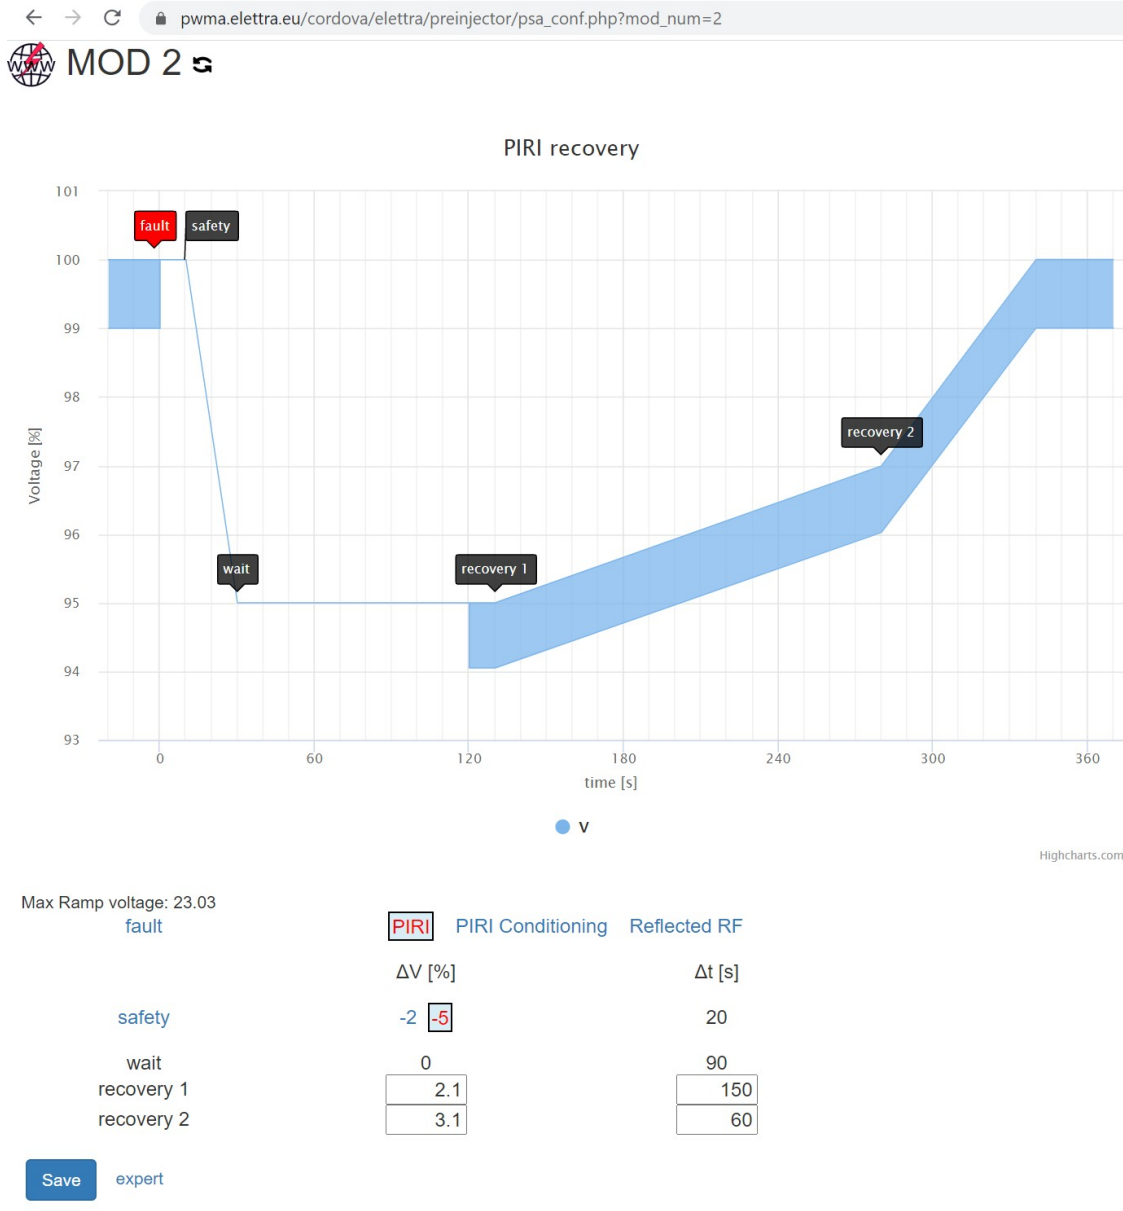 pwma.elettra.eu/cordova/elettra/preinjector/psa_conf.php?mod_num=2
www MOD 2
PIRI recovery
101
fault safety
100
99
98
recovery 2
97
Voltage [%]
96
wait recovery 1
95
94
93
0 60 120 180 240 300 360
time [s]
V
Highcharts.com
Max Ramp voltage: 23.03
fault PIRI PIRI Conditioning Reflected RF
ΔV [%] Δt [s]
safety -2 -5 20
wait 0 90
recovery 1 2.1 150
recovery 2 3.1 60
Save expert